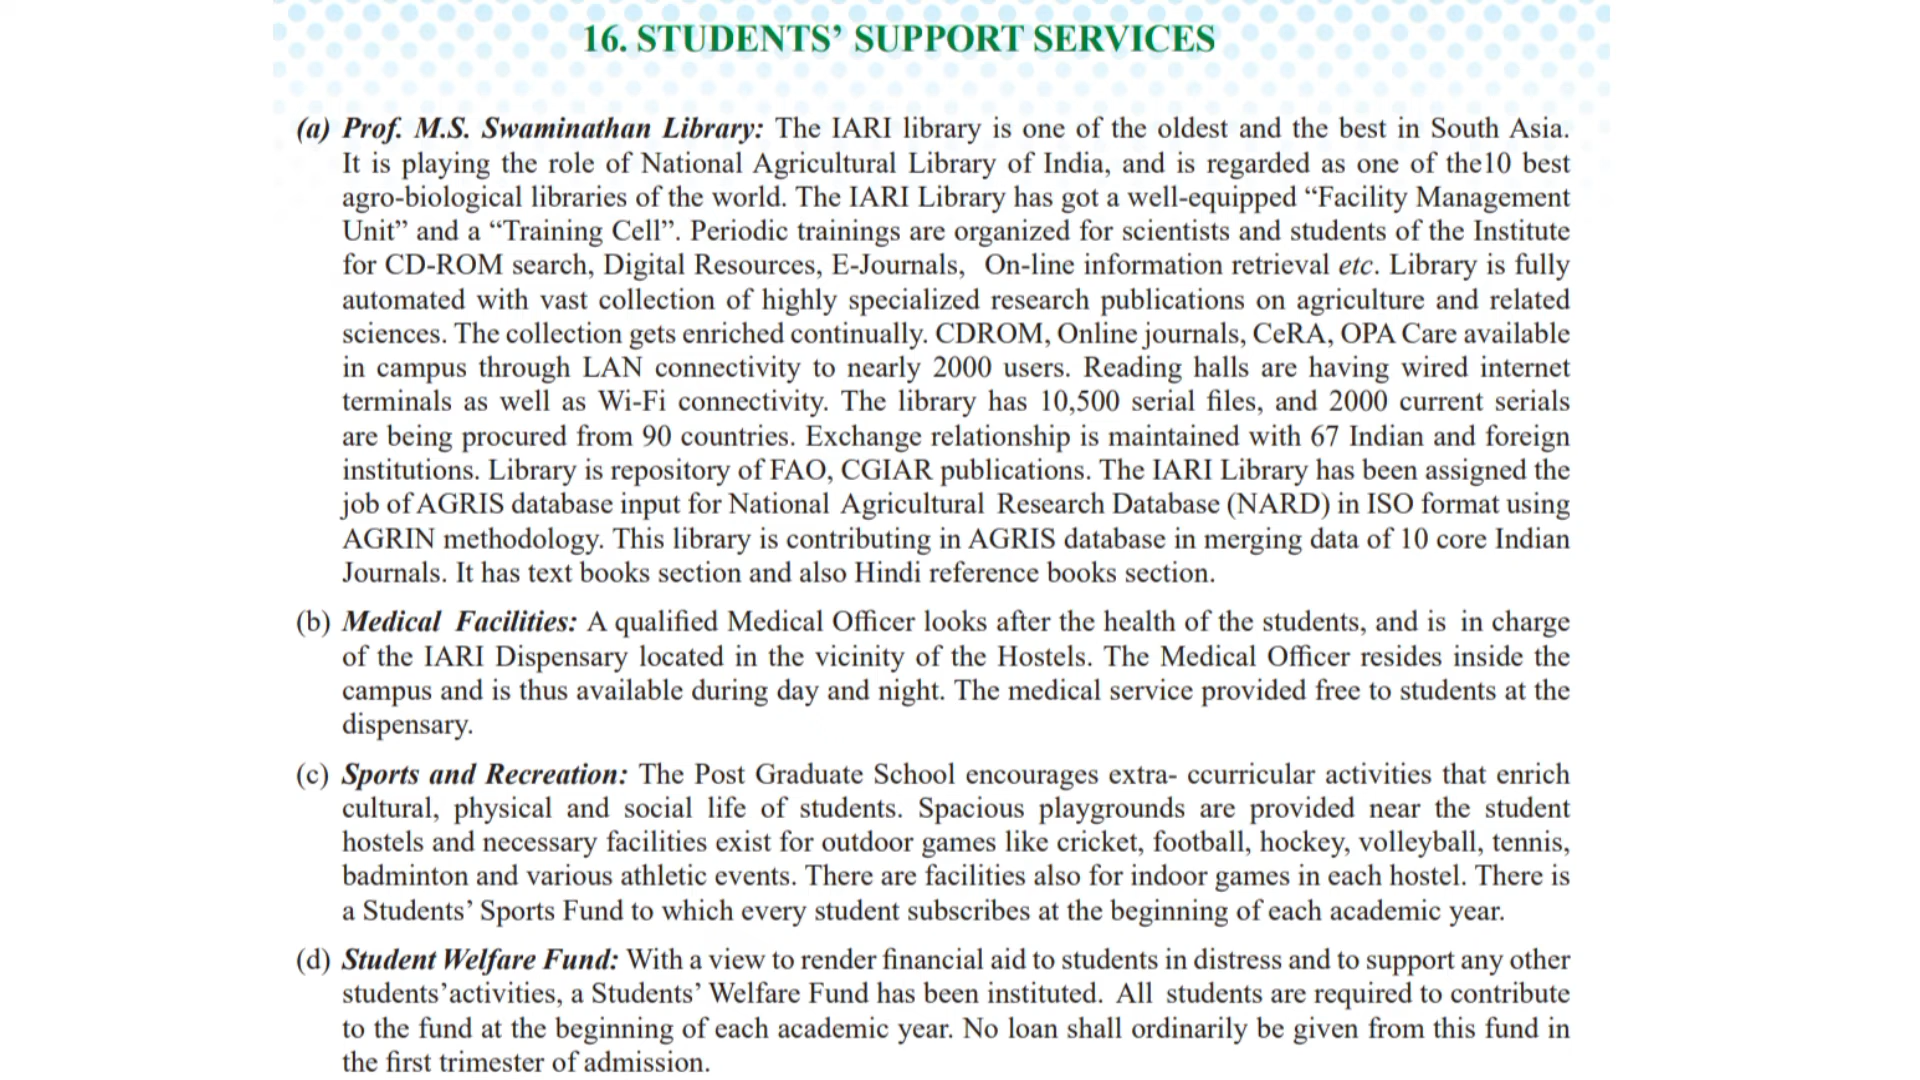 16. STUDENTS’ SUPPORT SERVICES
(a) Prof. M.S. Swaminathan Library: The IARI library is one of the oldest and the best in South Asia.
It is playing the role of National Agricultural Library of India, and is regarded as one of the10 best
agro-biological libraries of the world. The IARI Library has got a well-equipped “Facility Management
Unit” and a “Training Cell”. Periodic trainings are organized for scientists and students of the Institute
for CD-ROM search, Digital Resources, E-Journals, On-line information retrieval etc. Library is fully
automated with vast collection of highly specialized research publications on agriculture and related
sciences. The collection gets enriched continually. CDROM, Online journals, CeRA, OPA Care available
in campus through LAN connectivity to nearly 2000 users. Reading halls are having wired internet
terminals as well as Wi-Fi connectivity. The library has 10,500 serial files, and 2000 current serials
are being procured from 90 countries. Exchange relationship is maintained with 67 Indian and foreign
institutions. Library is repository of FAO, CGIAR publications. The IARI Library has been assigned the
job of AGRIS database input for National Agricultural Research Database (NARD) in ISO format using
AGRIN methodology. This library is contributing in AGRIS database in merging data of 10 core Indian
Journals. It has text books section and also Hindi reference books section.
(b) Medical Facilities: A qualified Medical Officer looks after the health of the students, and is in charge
of the IARI Dispensary located in the vicinity of the Hostels. The Medical Officer resides inside the
campus and is thus available during day and night. The medical service provided free to students at the
dispensary.
(c) Sports and Recreation: The Post Graduate School encourages extra- ccurricular activities that enrich
cultural, physical and social life of students. Spacious playgrounds are provided near the student
hostels and necessary facilities exist for outdoor games like cricket, football, hockey, volleyball, tennis,
badminton and various athletic events. There are facilities also for indoor games in each hostel. There is
a Students’ Sports Fund to which every student subscribes at the beginning of each academic year.
(d) Student Welfare Fund: With a view to render financial aid to students in distress and to support any other
students’activities, a Students’ Welfare Fund has been instituted. All students are required to contribute
to the fund at the beginning of each academic year. No loan shall ordinarily be given from this fund in
the first trimester of admission.